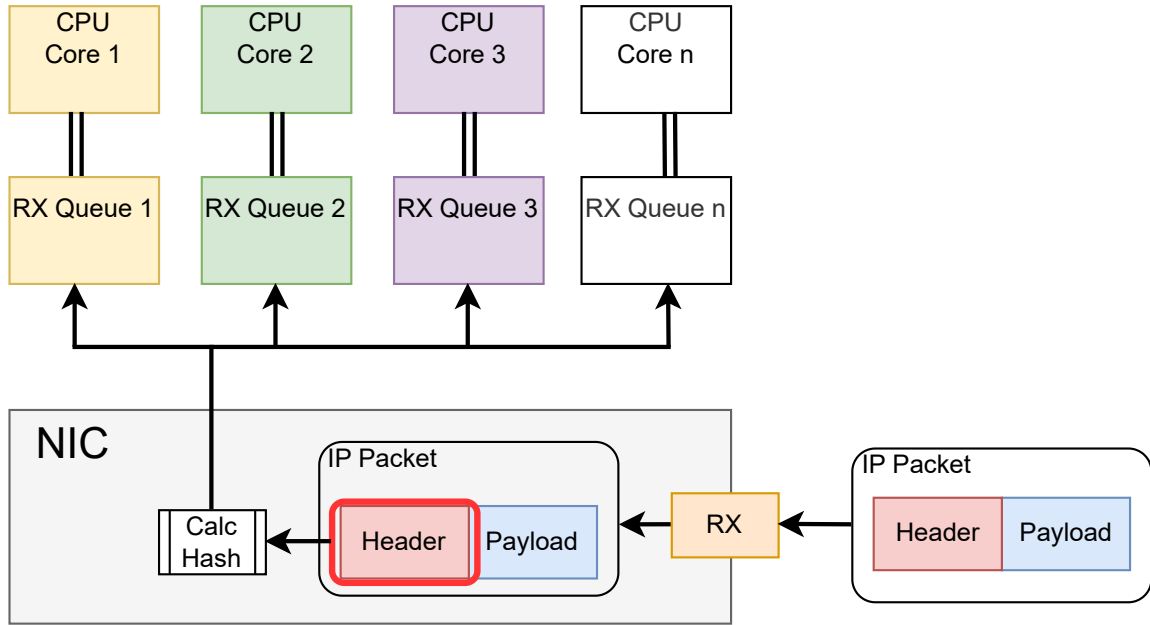 CPU
Core 1
CPU
Core 2
CPU
Core 3
CPU
Core n
RX Queue 1
RX Queue 2
RX Queue 3
RX Queue n
NIC
IP Packet
Header
Payload
Calc
Hash
RX
IP Packet
Header
Payload